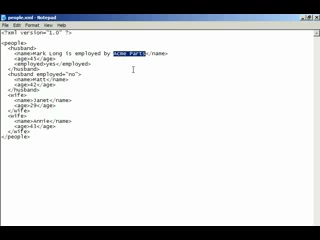 people.xml - Notepad
File Edit Format View Help
<?xml version="1.0" ?>
<people>
<husband>
<name>Mark Long is employed by Acme Parts</name>
<age>45</age>
<employed>yes</employed>
</husband>
<husband employed="no">
<name>Matt</name>
<age>42</age>
</husband>
<wife>
<name>Janet</name>
<age>29</age>
</wife>
<wife>
<name>Annie</name>
<age>43</age>
</wife>
</people>